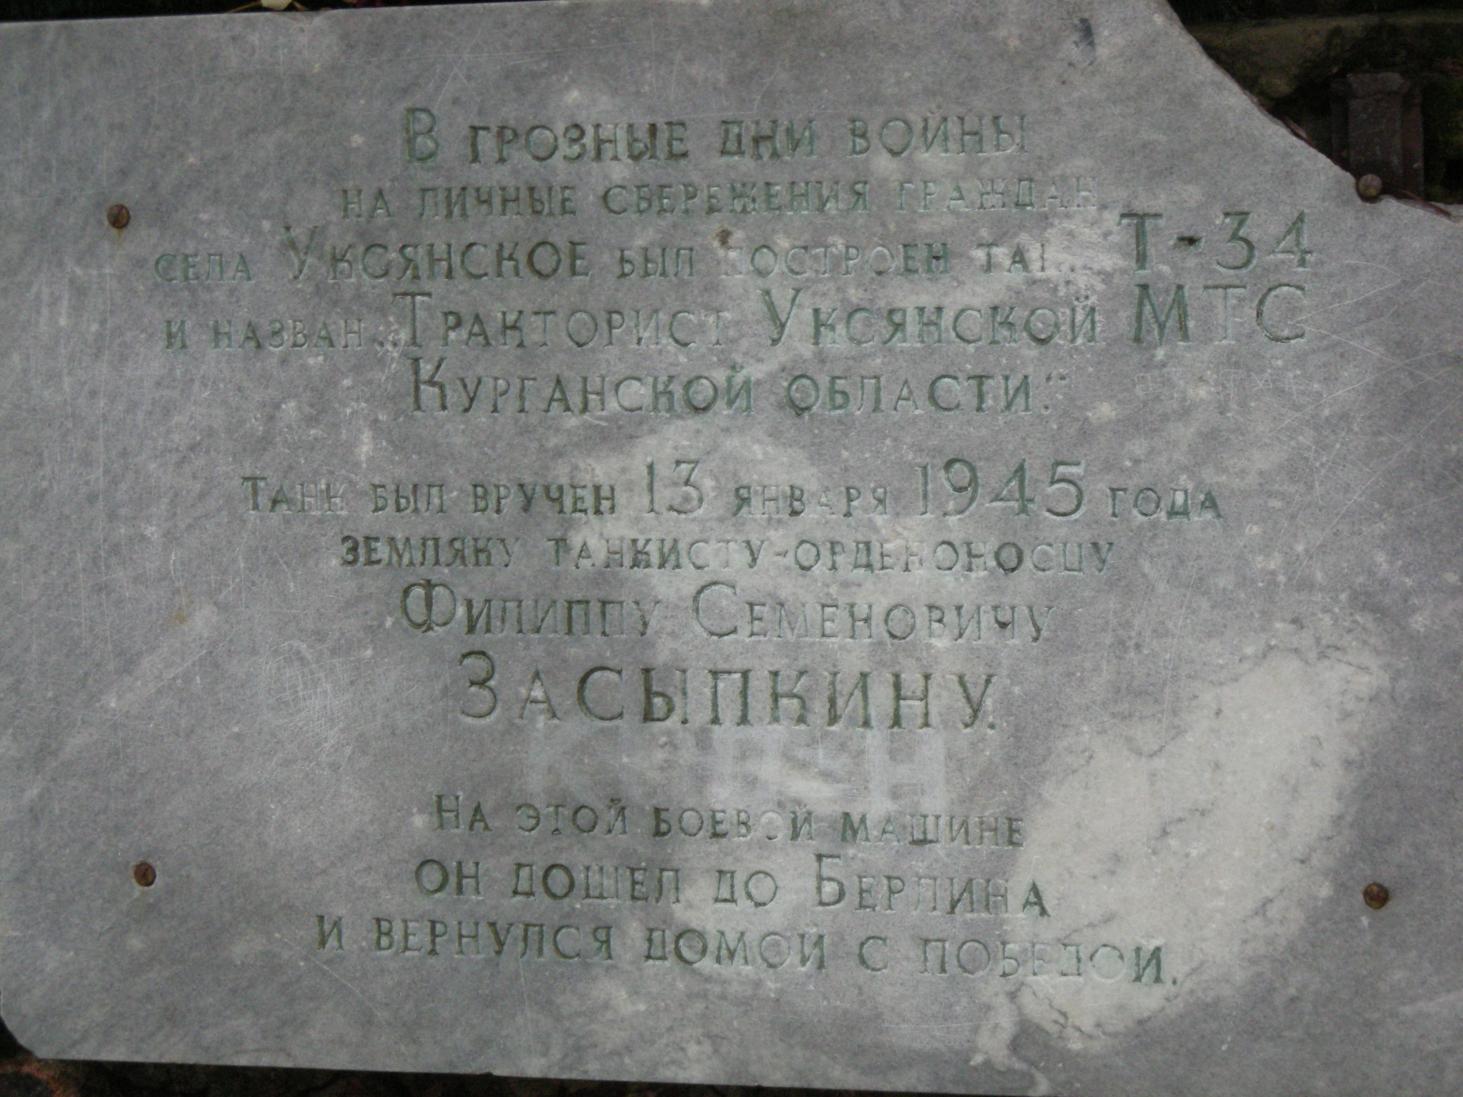 В грозные дни войны
на личные сбережения граждан
села Уксянское был построен танк Т-34
и назван „Тракторист Уксянской МТС
Курганской области“.
Танк был вручен 13 января 1945 года
земляку танкисту-орденоносцу
Филиппу Семеновичу
Засыпкину.
На этой боевой машине
он дошел до Берлина
и вернулся домой с победой.